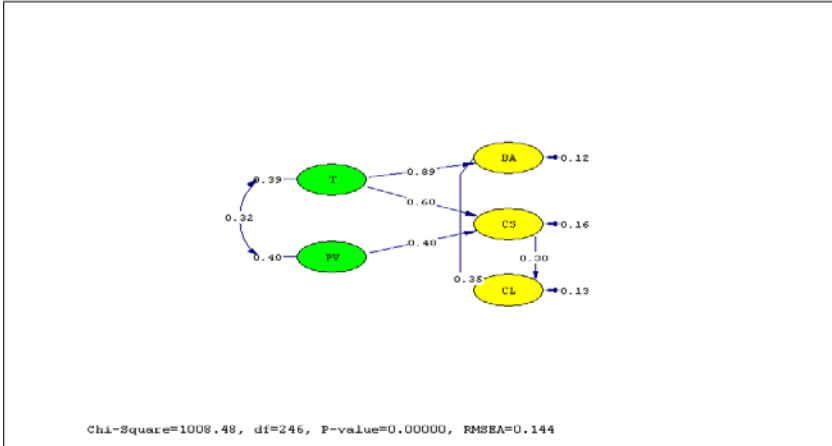 BA
0.12
0.39
T
0.89
0.60
CS
0.16
0.32
0.40
PV
0.48
0.30
0.35
CL
0.13
Chi-Square=1008.48, df=246, P-value=0.00000, RMSEA=0.144